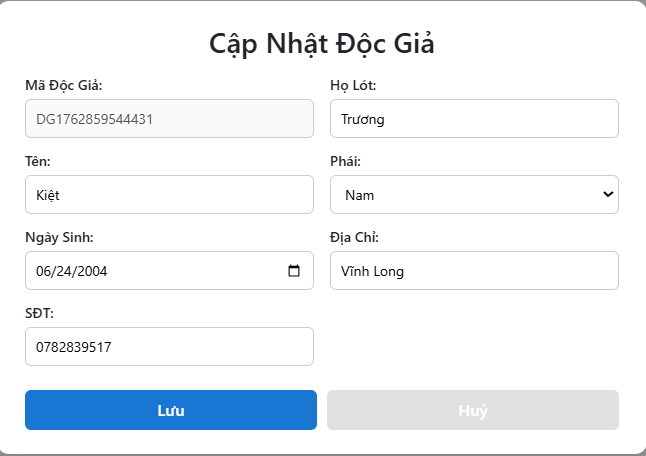 Cập Nhật Độc Giả
Mã Độc Giả:
DG1762859544431
Họ Lót:
Trương
Tên:
Kiệt
Phái:
Nam
Ngày Sinh:
06/24/2004
Địa Chỉ:
Vĩnh Long
SĐT:
0782839517
Lưu
Huỷ